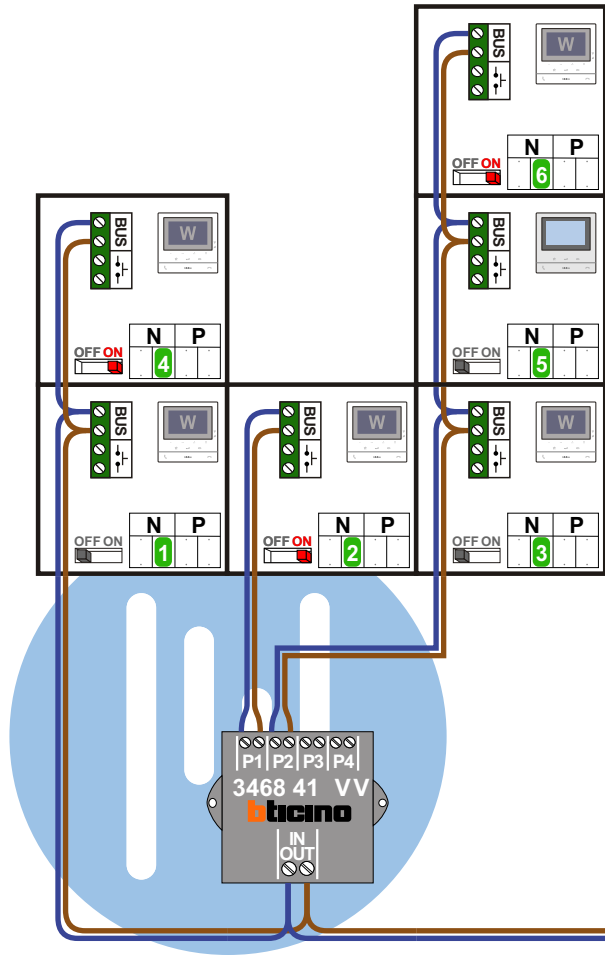 BUS
W
N P
OFF ON
6
BUS
W
N P
OFF ON
4
BUS
N P
OFF ON
5
BUS
W
N P
OFF ON
1
BUS
W
N P
OFF ON
2
BUS
W
N P
OFF ON
3
P1 P2 P3 P4
3468 41 VV
bticino
IN
OUT